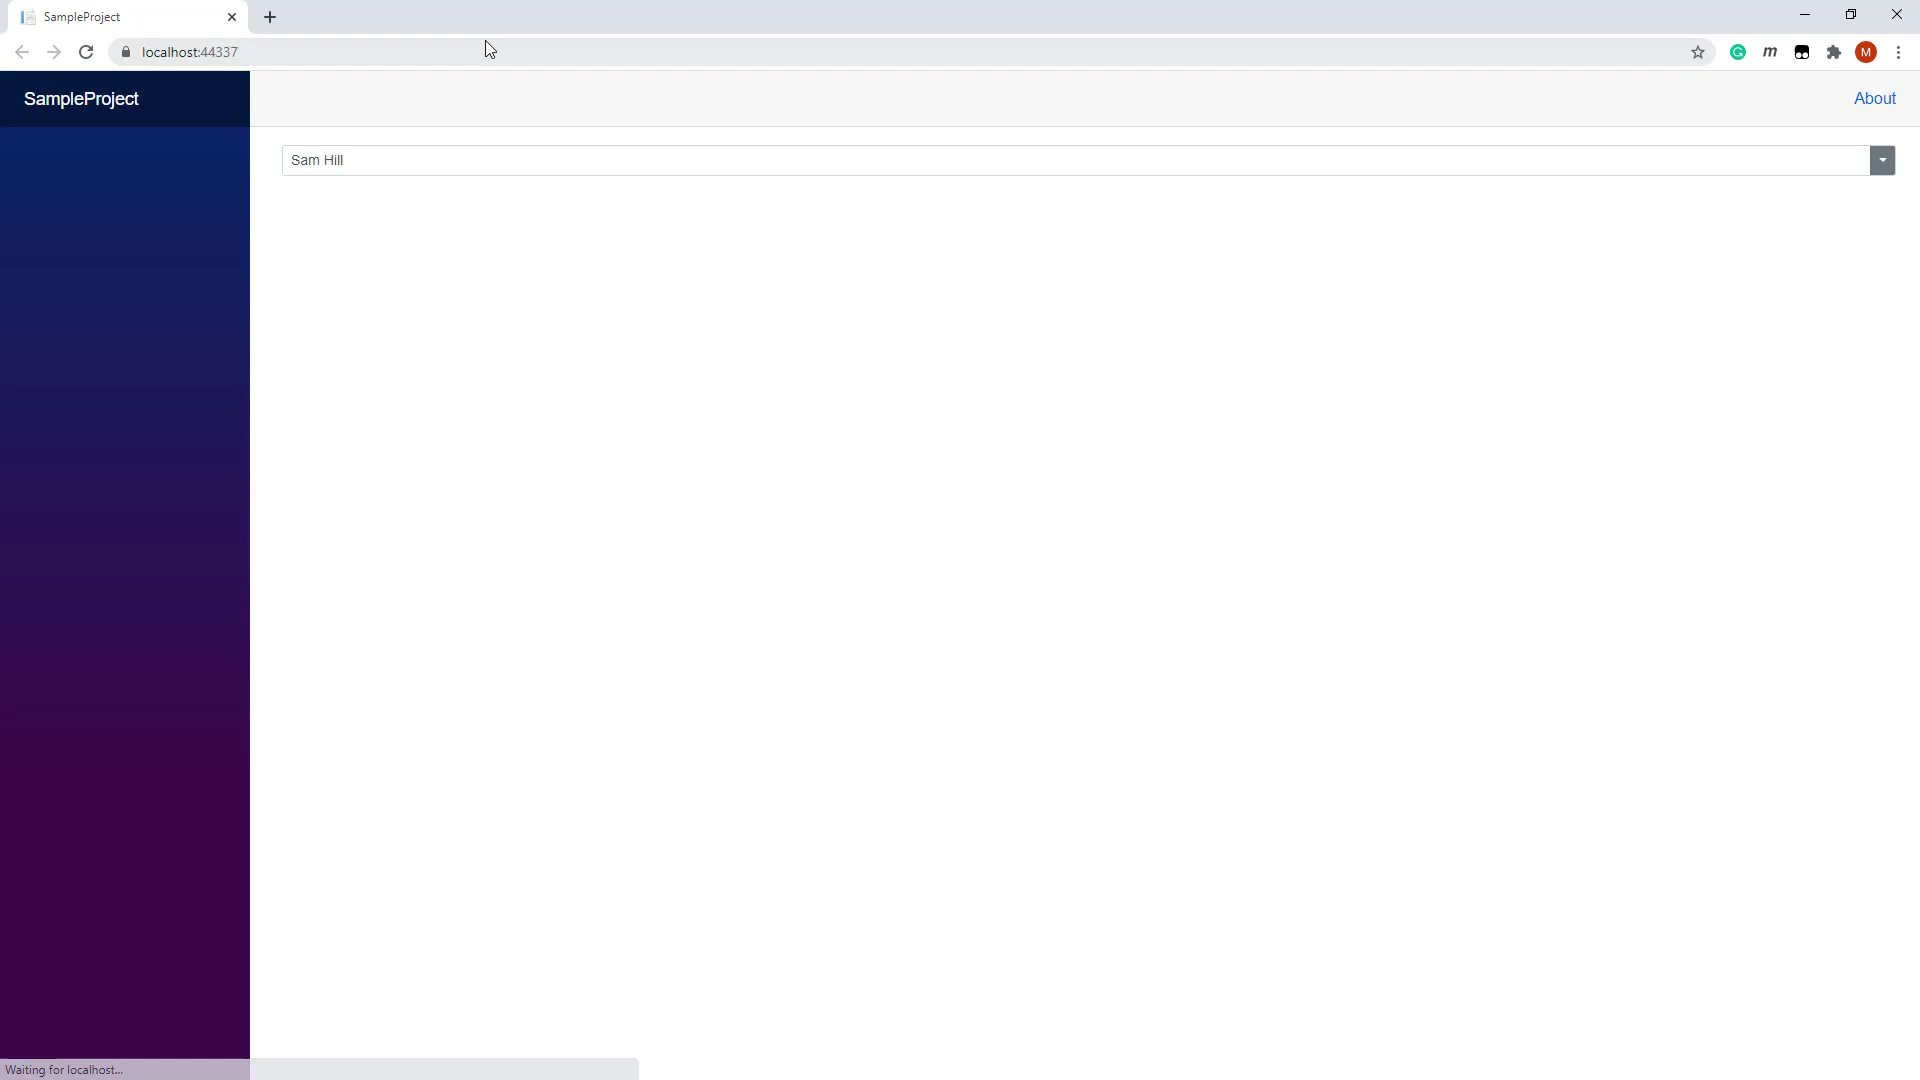 SampleProject
localhost:44337
m
M
SampleProject
About
Sam Hill
Waiting for localhost...